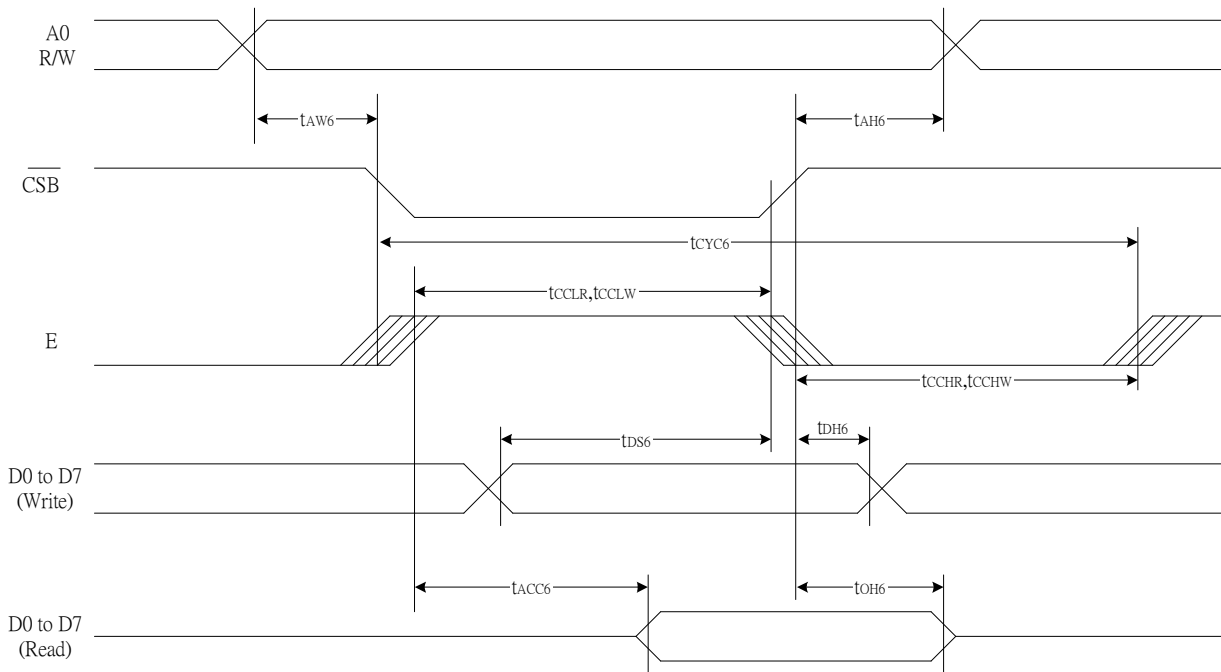 A0
R/W
tAW6
tAH6
CSB
tCYC6
tCCLR,tCCLW
E
tCCHR,tCCHW
tDS6
tDH6
D0 to D7
(Write)
tACC6
tOH6
D0 to D7
(Read)